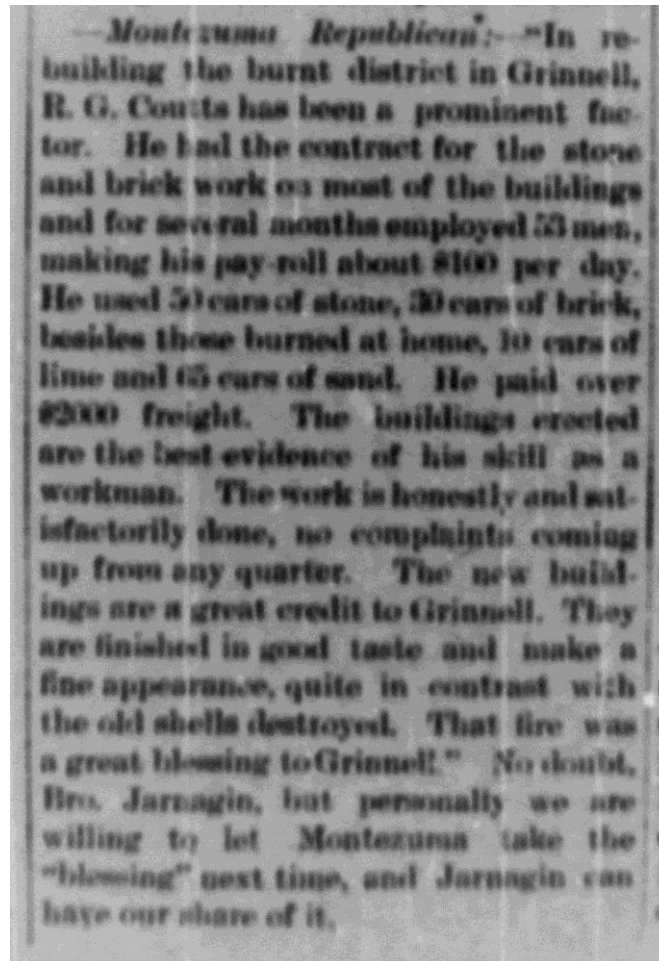 —Montezuma Republican:—"In re-
building the burnt district in Grinnell,
R. G. Coutts has been a prominent fac-
tor. He had the contract for the stone
and brick work on most of the buildings
and for several months employed 53 men,
making his pay-roll about $100 per day.
He used 50 cars of stone, 30 cars of brick,
besides those burned at home, 10 cars of
lime and 65 cars of sand. He paid over
$2000 freight. The buildings erected
are the best evidence of his skill as a
workman. The work is honestly and sat-
isfactorily done, no complaints coming
up from any quarter. The new build-
ings are a great credit to Grinnell. They
are finished in good taste and make a
fine appearance, quite in contrast with
the old shells destroyed. That fire was
a great blessing to Grinnell." No doubt,
Bro. Jarnagin, but personally we are
willing to let Montezuma take the
"blessing" next time, and Jarnagin can
have our share of it.